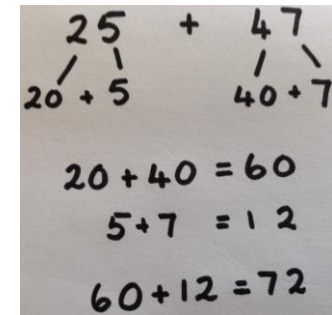 25 + 47
20 + 5 40 + 7
20 + 40 = 60
5 + 7 = 12
60 + 12 = 72